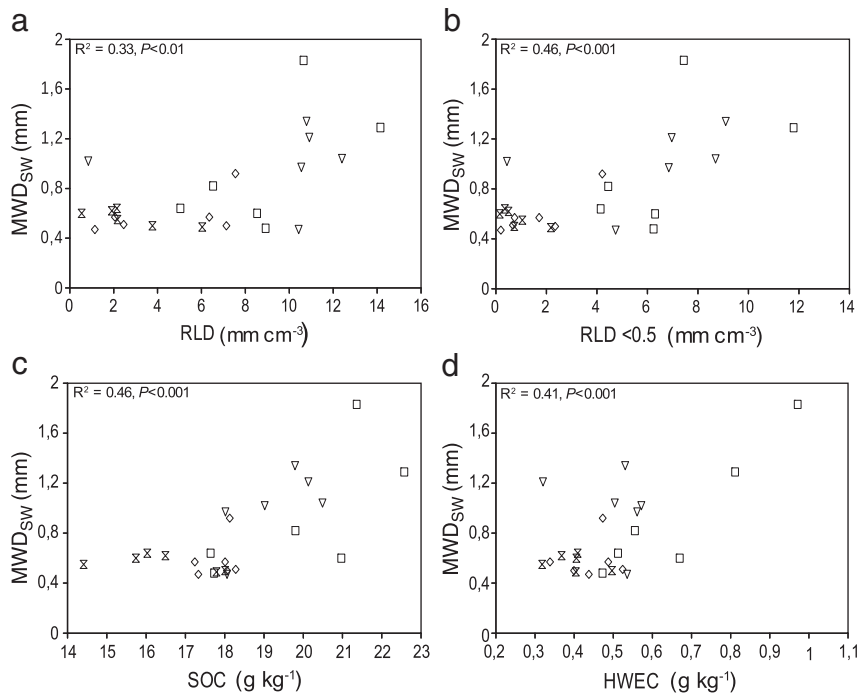 a
R² = 0.33, P<0.01
2
1,6
1,2
0,8
0,4
0
MWD_SW (mm)
0 2 4 6 8 10 12 14 16
RLD (mm cm⁻³)
b
R² = 0.46, P<0.001
2
1,6
1,2
0,8
0,4
0
MWD_SW (mm)
0 2 4 6 8 10 12 14
RLD <0.5 (mm cm⁻³)
c
R² = 0.46, P<0.001
2
1,6
1,2
0,8
0,4
0
MWD_SW (mm)
14 15 16 17 18 19 20 21 22 23
SOC (g kg⁻¹)
d
R² = 0.41, P<0.001
2
1,6
1,2
0,8
0,4
0
MWD_SW (mm)
0,2 0,3 0,4 0,5 0,6 0,7 0,8 0,9 1 1,1
HWEC (g kg⁻¹)